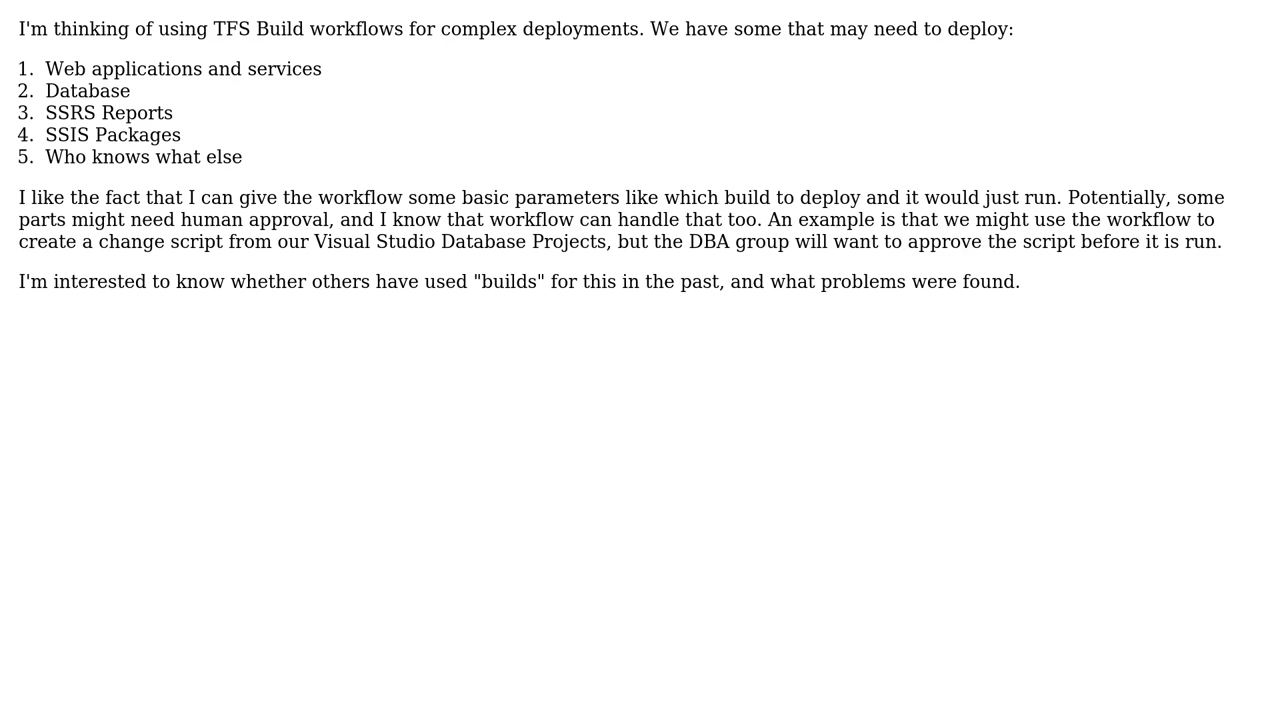 I'm thinking of using TFS Build workflows for complex deployments. We have some that may need to deploy:
1. Web applications and services
2. Database
3. SSRS Reports
4. SSIS Packages
5. Who knows what else
I like the fact that I can give the workflow some basic parameters like which build to deploy and it would just run. Potentially, some
parts might need human approval, and I know that workflow can handle that too. An example is that we might use the workflow to
create a change script from our Visual Studio Database Projects, but the DBA group will want to approve the script before it is run.
I'm interested to know whether others have used "builds" for this in the past, and what problems were found.